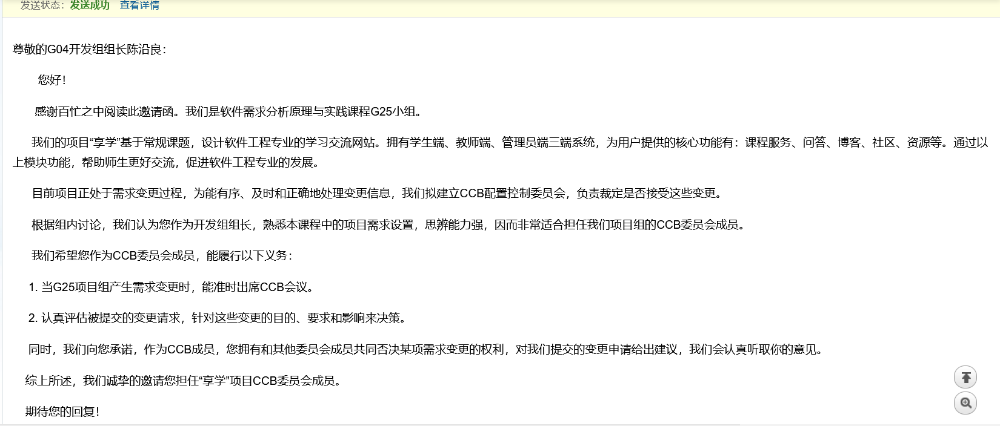 发送状态：发送成功 查看详情
尊敬的G04开发组组长陈沿良：
您好！
感谢百忙之中阅读此邀请函。我们是软件需求分析原理与实践课程G25小组。
我们的项目“享学”基于常规课题，设计软件工程专业的学习交流网站。拥有学生端、教师端、管理员端三端系统，为用户提供的核心功能有：课程服务、问答、博客、社区、资源等。通过以
上模块功能，帮助师生更好交流，促进软件工程专业的发展。
目前项目正处于需求变更过程，为能有序、及时和正确地处理变更信息，我们拟建立CCB配置控制委员会，负责裁定是否接受这些变更。
根据组内讨论，我们认为您作为开发组组长，熟悉本课程中的项目需求设置，思辨能力强，因而非常适合担任我们项目组的CCB委员会成员。
我们希望您作为CCB委员会成员，能履行以下义务：
1. 当G25项目组产生需求变更时，能准时出席CCB会议。
2. 认真评估被提交的变更请求，针对这些变更的目的、要求和影响来决策。
同时，我们向您承诺，作为CCB成员，您拥有和其他委员会成员共同否决某项需求变更的权利，对我们提交的变更申请给出建议，我们会认真听取你的意见。
综上所述，我们诚挚的邀请您担任“享学”项目CCB委员会成员。
期待您的回复！